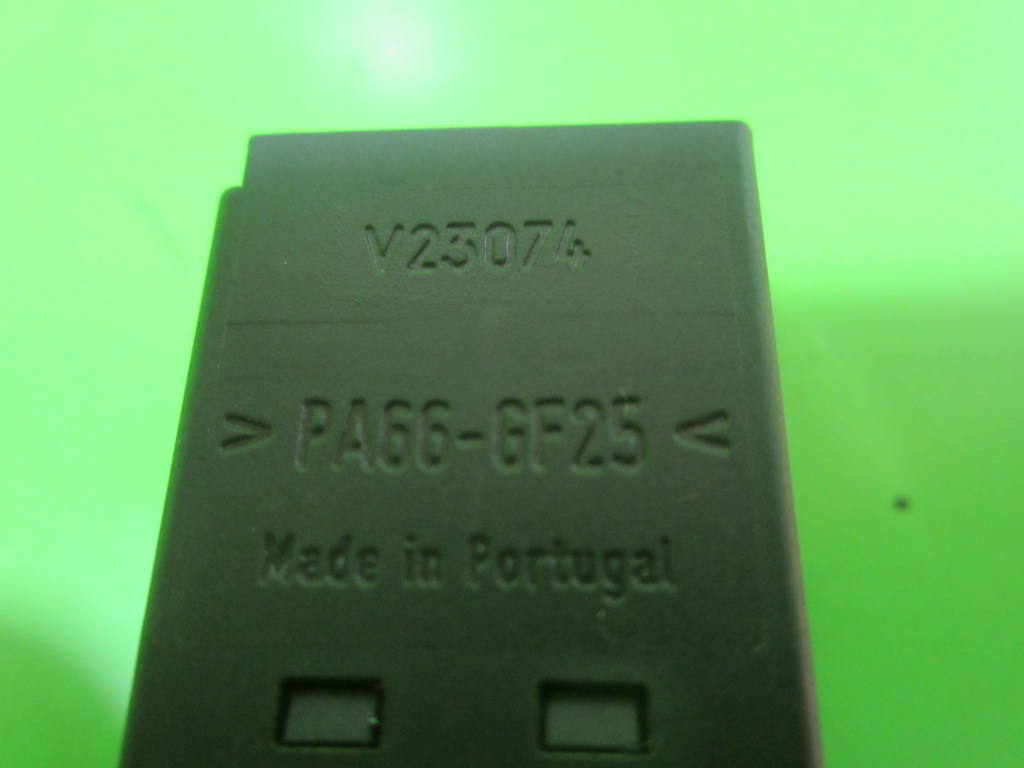 V23074
> PA66-GF25 <
Made in Portugal